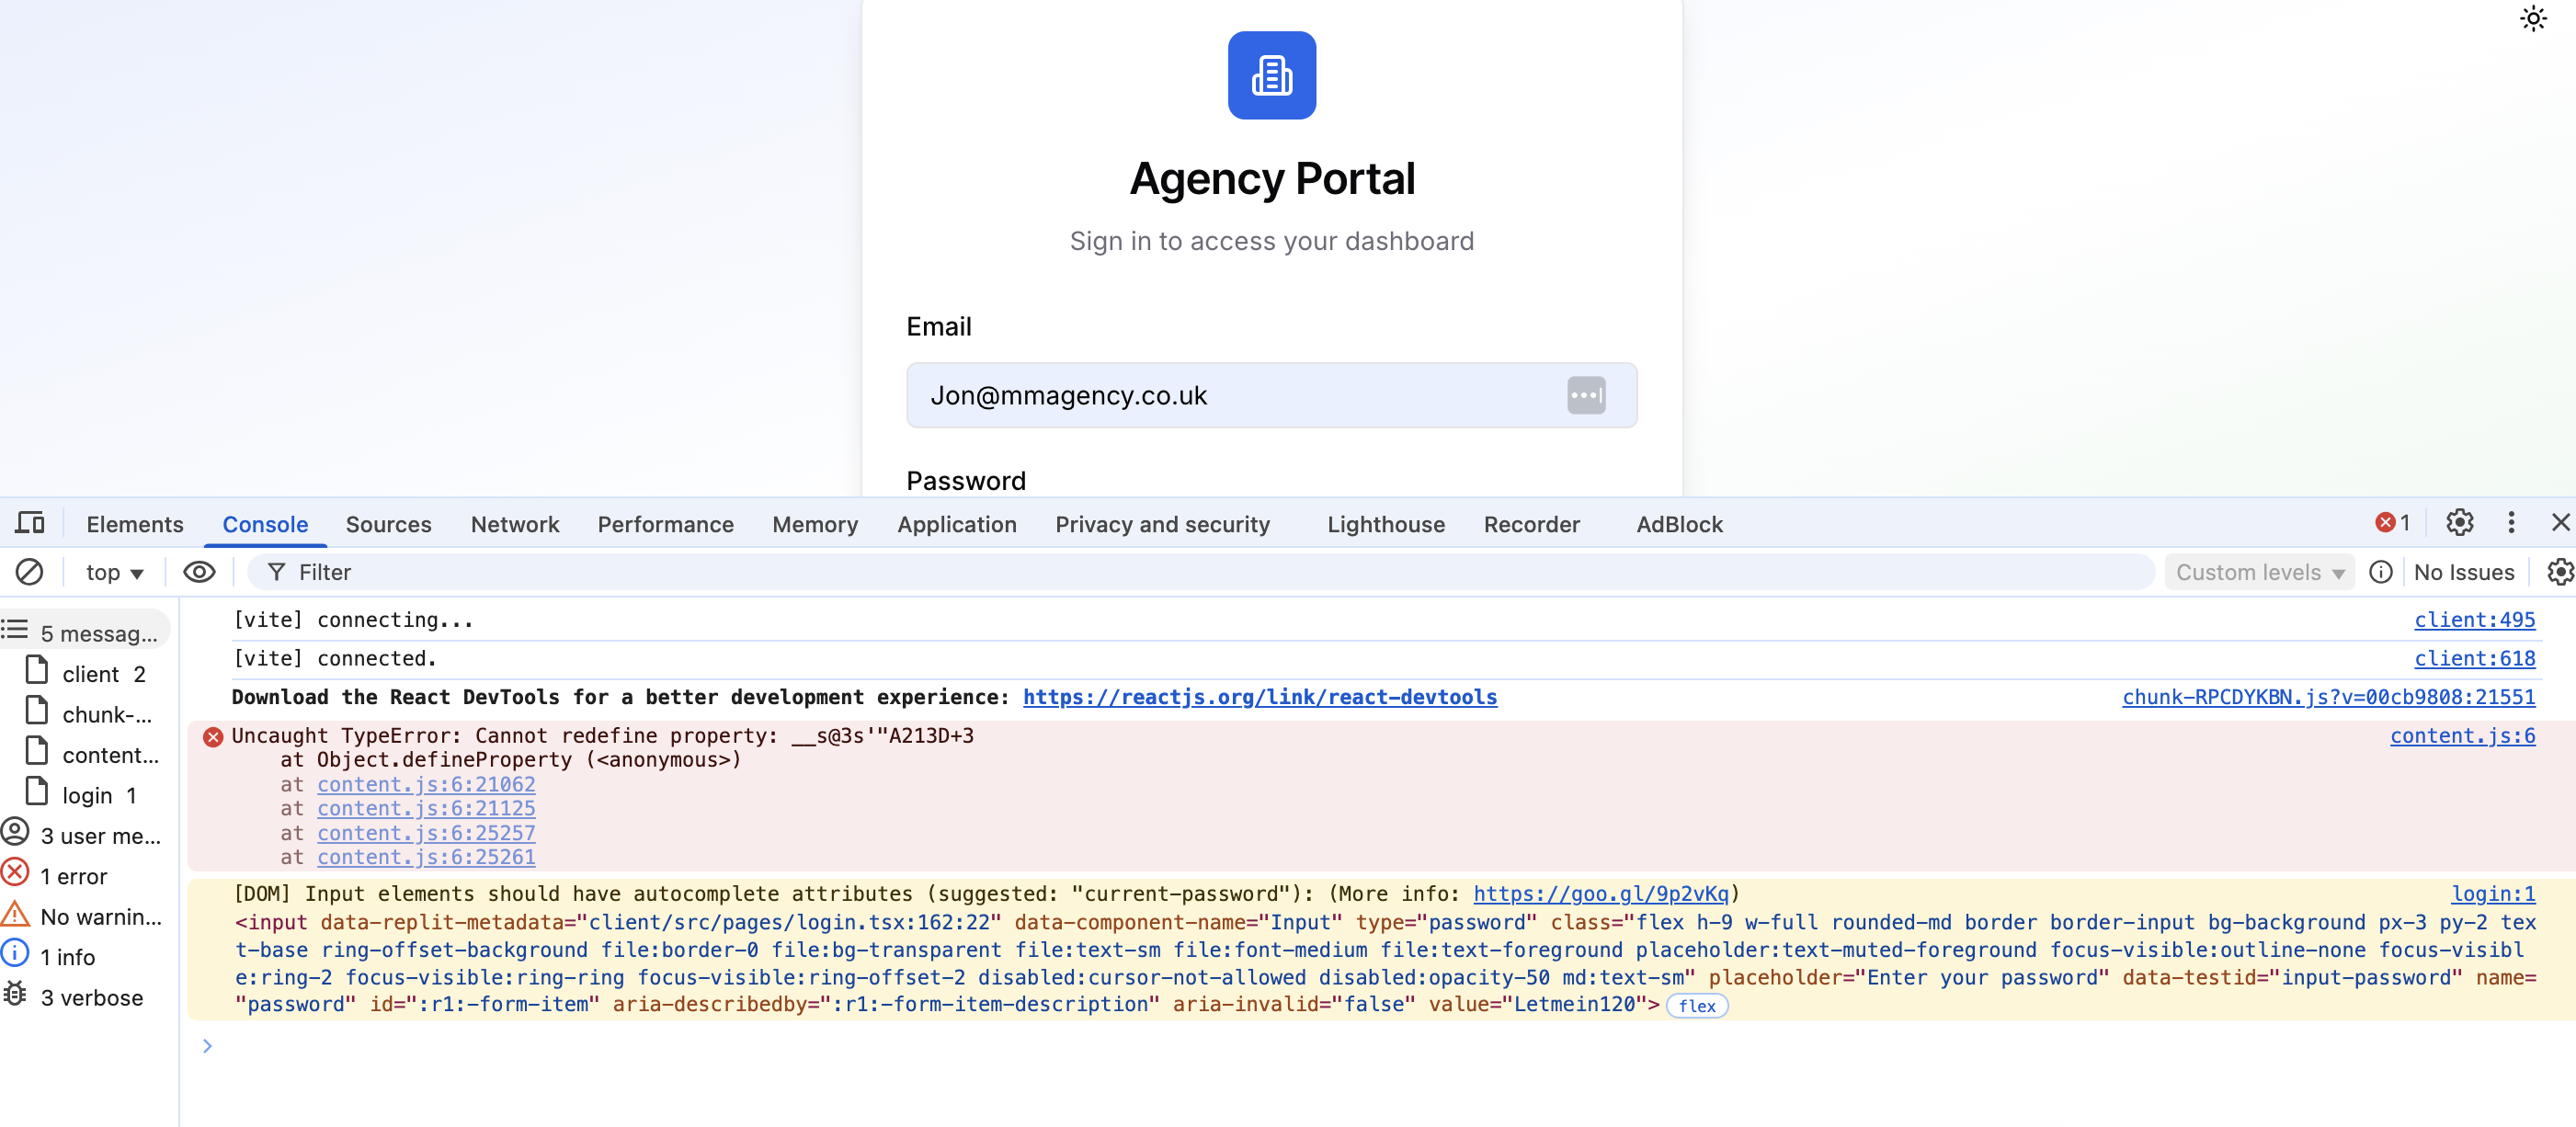 Agency Portal
Sign in to access your dashboard
Email
Jon@mmagency.co.uk
Password
Elements Console Sources Network Performance Memory Application Privacy and security Lighthouse Recorder AdBlock 1
top Filter Custom levels No Issues
5 messag...
client 2
chunk-...
content...
login 1
3 user me...
1 error
No warnin...
1 info
3 verbose
[vite] connecting... client:495
[vite] connected. client:618
Download the React DevTools for a better development experience: https://reactjs.org/link/react-devtools chunk-RPCDYKBN.js?v=00cb9808:21551
Uncaught TypeError: Cannot redefine property: __s@3s'"A213D+3 content.js:6
at Object.defineProperty (<anonymous>)
at content.js:6:21062
at content.js:6:21125
at content.js:6:25257
at content.js:6:25261
[DOM] Input elements should have autocomplete attributes (suggested: "current-password"): (More info: https://goo.gl/9p2vKq) login:1
<input data-replit-metadata="client/src/pages/login.tsx:162:22" data-component-name="Input" type="password" class="flex h-9 w-full rounded-md border border-input bg-background px-3 py-2 tex
t-base ring-offset-background file:border-0 file:bg-transparent file:text-sm file:font-medium file:text-foreground placeholder:text-muted-foreground focus-visible:outline-none focus-visibl
e:ring-2 focus-visible:ring-ring focus-visible:ring-offset-2 disabled:cursor-not-allowed disabled:opacity-50 md:text-sm" placeholder="Enter your password" data-testid="input-password" name=
"password" id=":r1:-form-item" aria-describedby=":r1:-form-item-description" aria-invalid="false" value="Letmein120"> flex